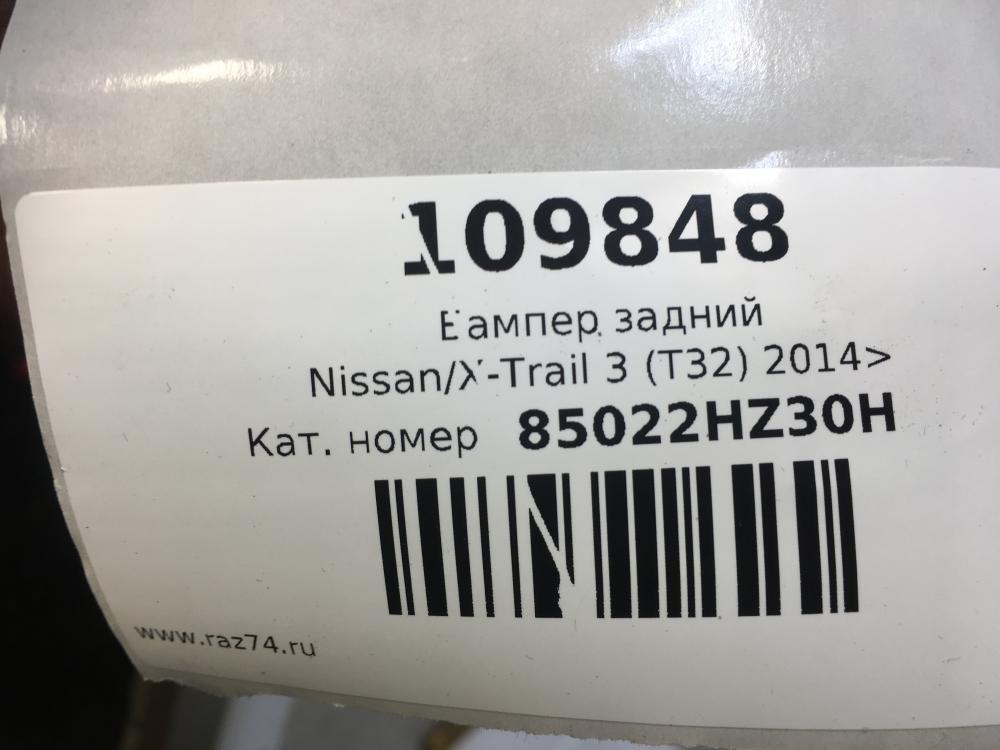 109848
Бампер задний
Nissan/X-Trail 3 (T32) 2014>
Кат. номер 85022HZ30H
www.raz74.ru